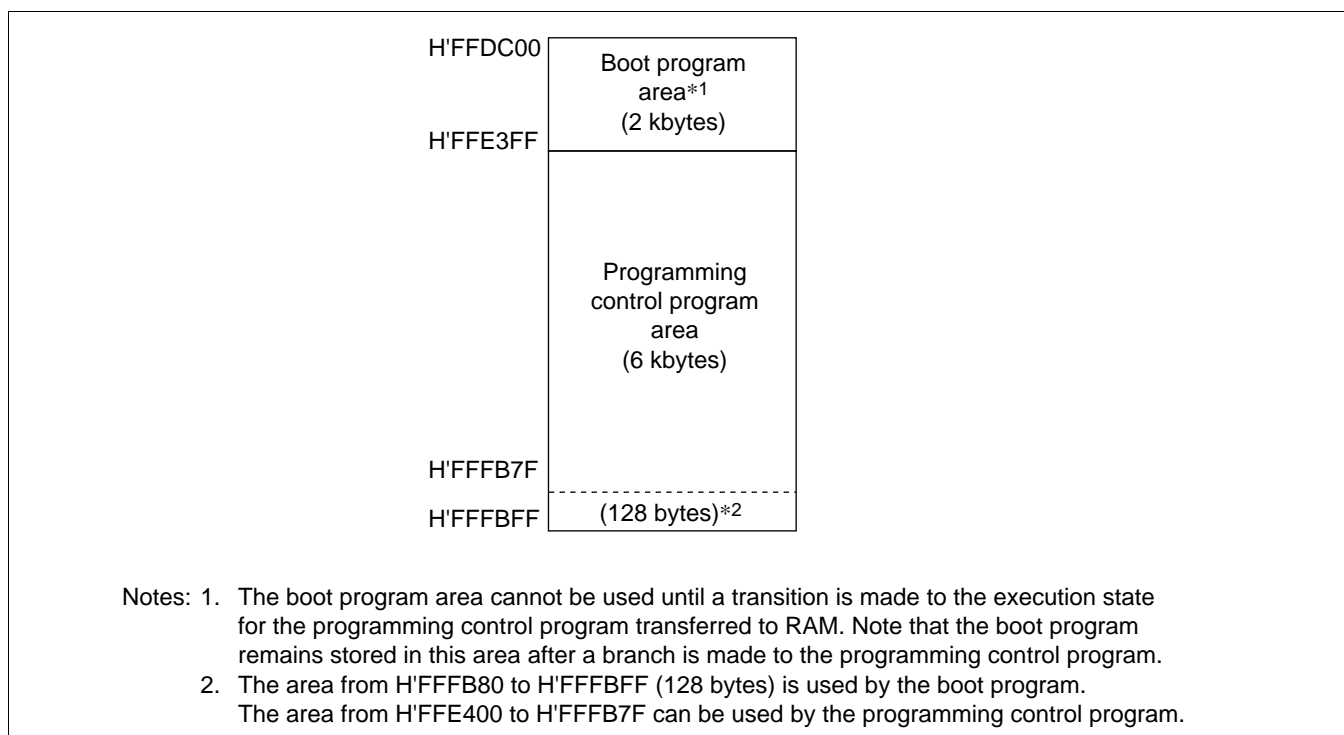 H'FFDC00
Boot program
area*1
(2 kbytes)
H'FFE3FF
Programming
control program
area
(6 kbytes)
H'FFFB7F
H'FFFBFF
(128 bytes)*2
Notes: 1. The boot program area cannot be used until a transition is made to the execution state
for the programming control program transferred to RAM. Note that the boot program
remains stored in this area after a branch is made to the programming control program.
2. The area from H'FFFB80 to H'FFFBFF (128 bytes) is used by the boot program.
The area from H'FFE400 to H'FFFB7F can be used by the programming control program.